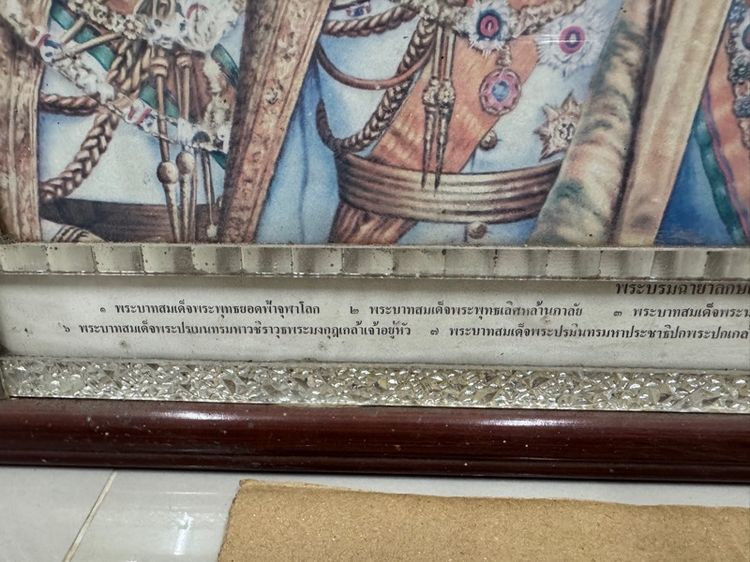 พระบรมฉายาลักษ
๑ พระบาทสมเด็จพระพุทธยอดฟ้าจุฬาโลก ๒ พระบาทสมเด็จพระพุทธเลิศหล้านภาลัย ๓ พระบาทสมเด็จพระ
๖ พระบาทสมเด็จพระปรเมนทรมหาวชิราวุธพระมงกุฎเกล้าเจ้าอยู่หัว ๗ พระบาทสมเด็จพระปรมินทรมหาประชาธิปกพระปกเกล